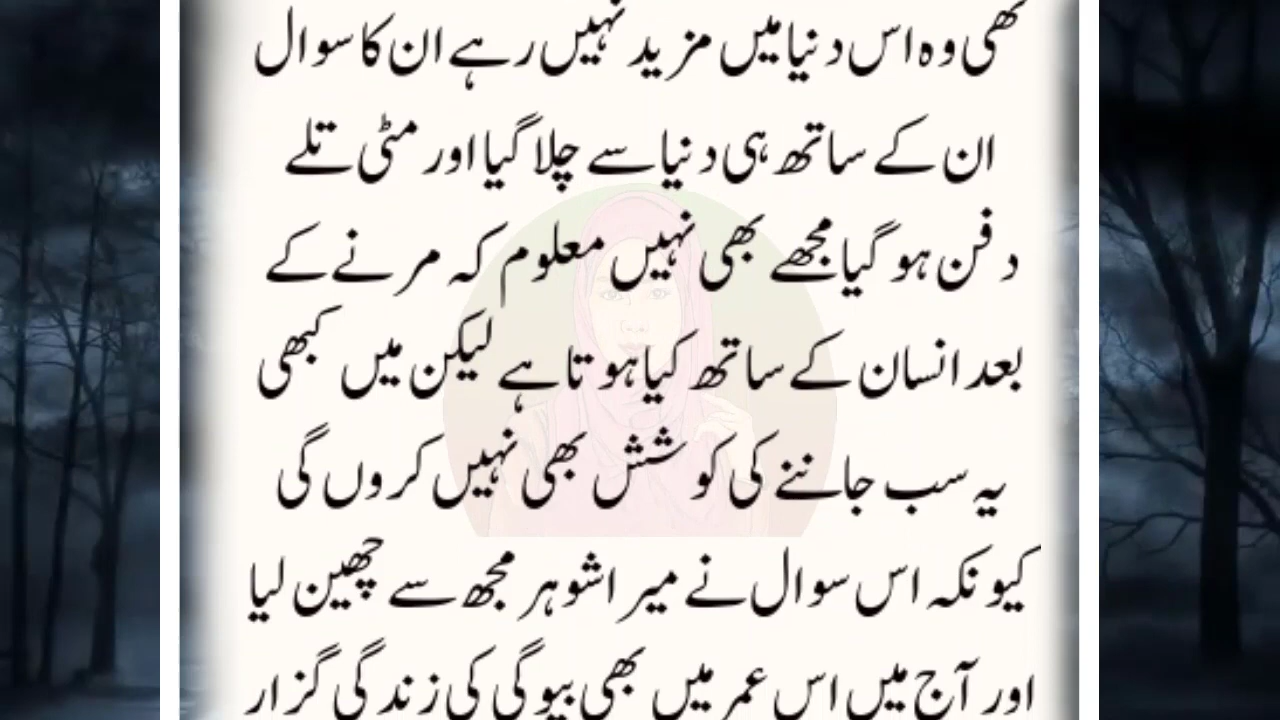 تھی وہ اس دنیا میں مزید نہیں رہے ان کا سوال
ان کے ساتھ ہی دنیا سے چلا گیا اور مٹی تلے
دفن ہو گیا مجھے بھی نہیں معلوم کہ مرنے کے
بعد انسان کے ساتھ کیا ہوتا ہے لیکن میں کبھی
یہ سب جاننے کی کوشش بھی نہیں کروں گی
کیونکہ اس سوال نے میرا شوہر مجھ سے چھین لیا
اور آج میں اس عمر میں بھی بیوگی کی زندگی گزار